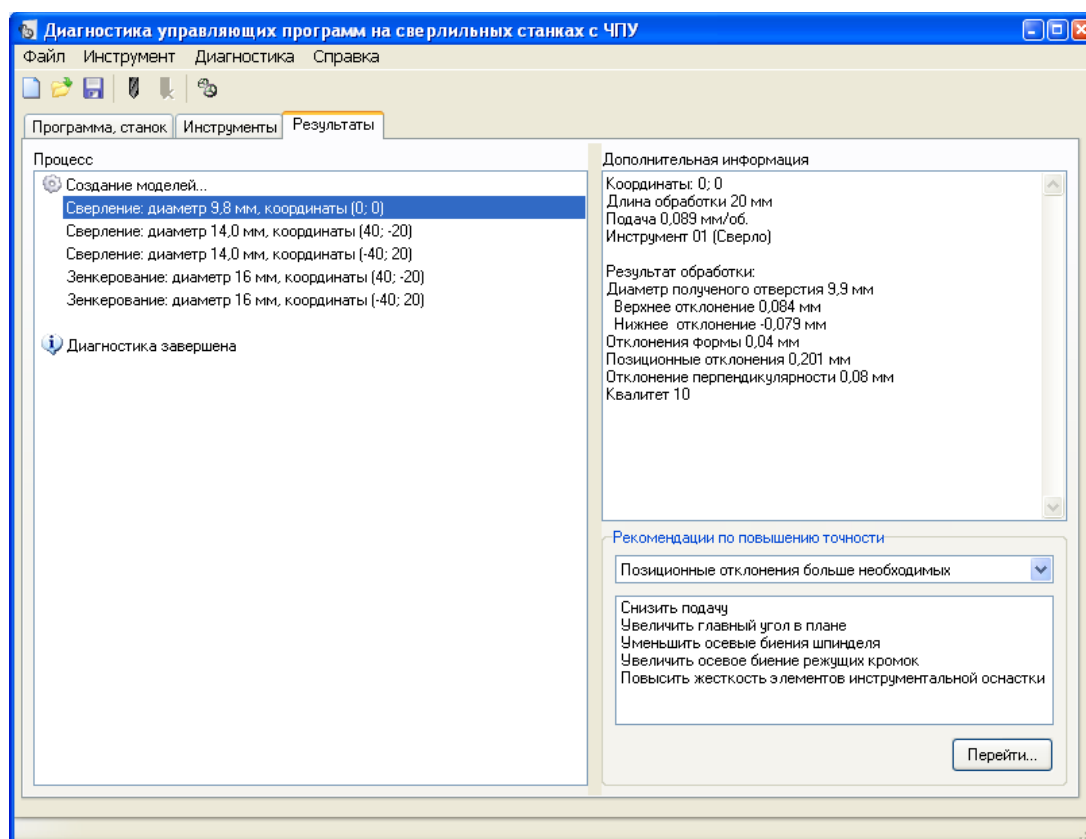 Диагностика управляющих программ на сверлильных станках с ЧПУ
Файл Инструмент Диагностика Справка
Программа, станок Инструменты Результаты
Процесс
Создание моделей...
Сверление: диаметр 9,8 мм, координаты (0; 0)
Сверление: диаметр 14,0 мм, координаты (40; -20)
Сверление: диаметр 14,0 мм, координаты (-40; 20)
Зенкерование: диаметр 16 мм, координаты (40; -20)
Зенкерование: диаметр 16 мм, координаты (-40; 20)
Диагностика завершена
Дополнительная информация
Координаты: 0; 0
Длина обработки 20 мм
Подача 0,089 мм/об.
Инструмент 01 (Сверло)
Результат обработки:
Диаметр полученого отверстия 9,9 мм
Верхнее отклонение 0,084 мм
Нижнее отклонение -0,079 мм
Отклонения формы 0,04 мм
Позиционные отклонения 0,201 мм
Отклонение перпендикулярности 0,08 мм
Квалитет 10
Рекомендации по повышению точности
Позиционные отклонения больше необходимых
Снизить подачу
Увеличить главный угол в плане
Уменьшить осевые биения шпинделя
Увеличить осевое биение режущих кромок
Повысить жесткость элементов инструментальной оснастки
Перейти...